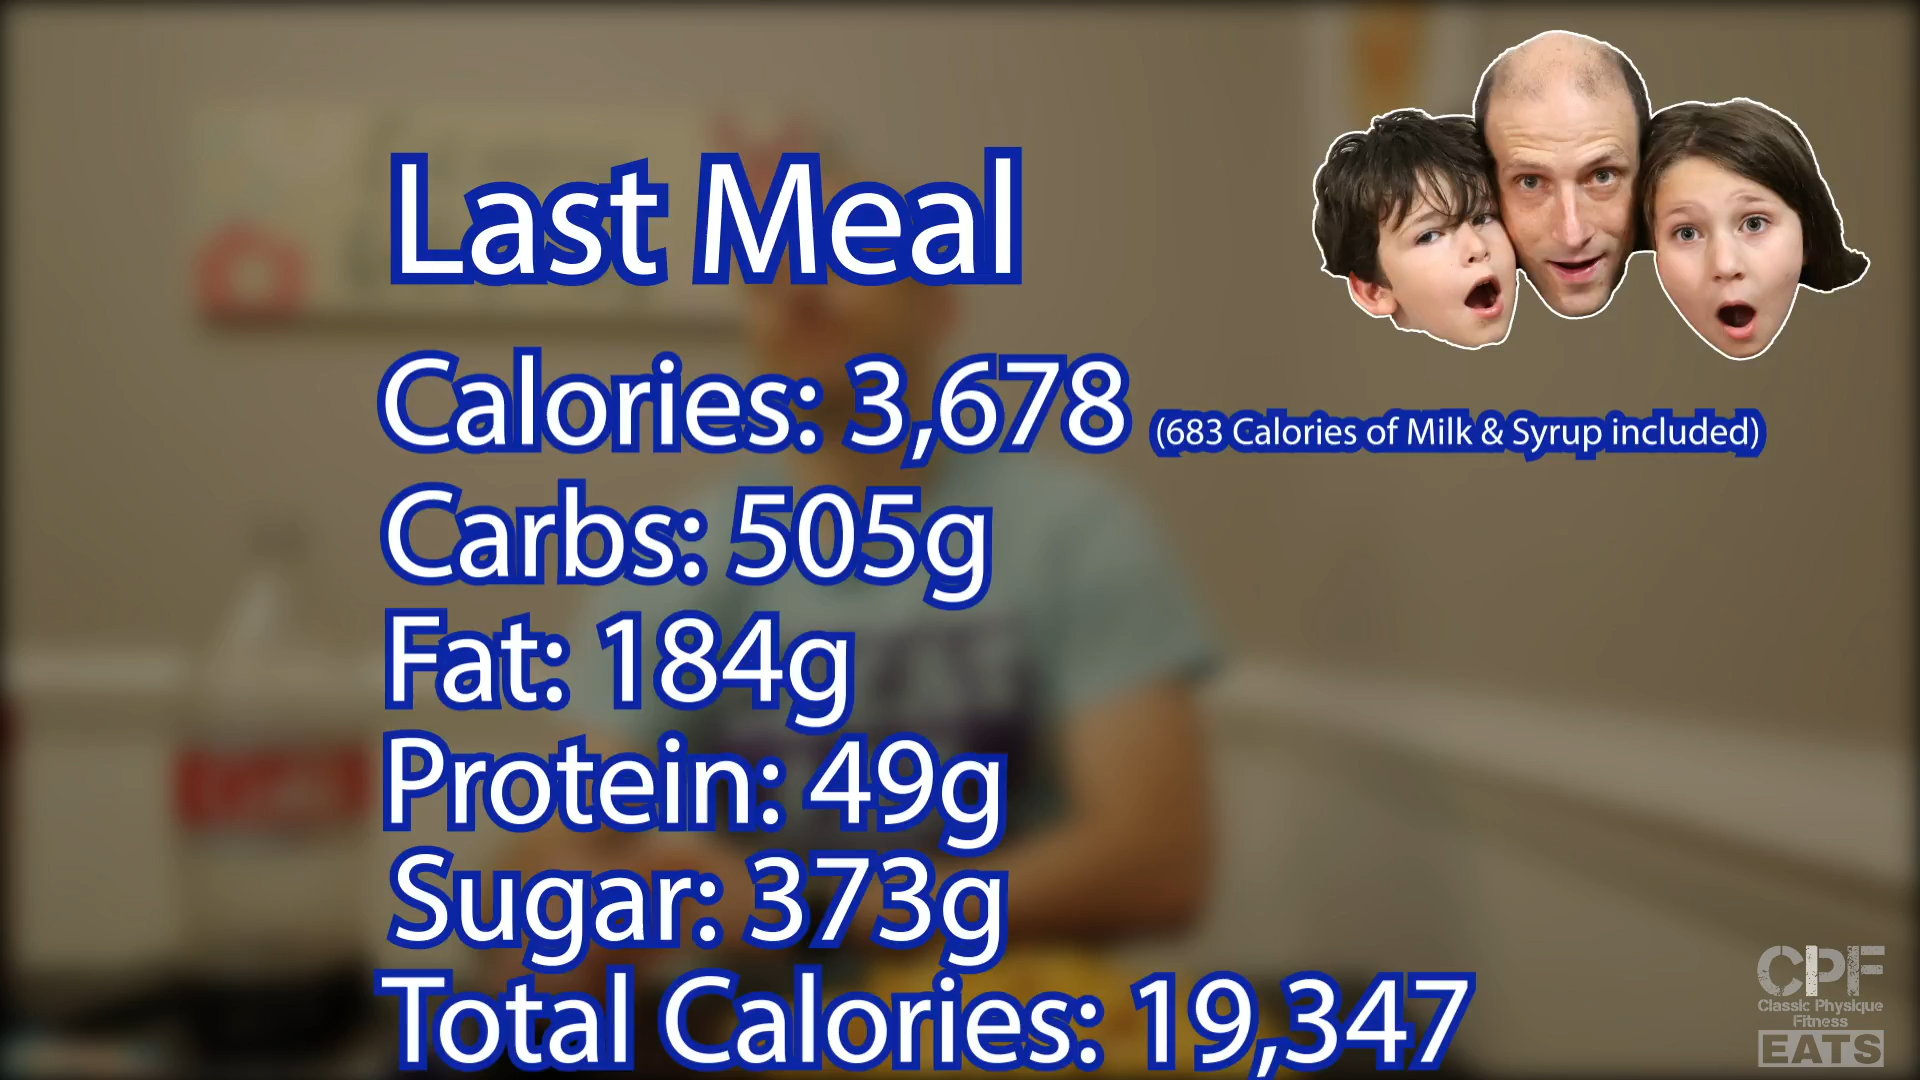 Last Meal
Calories: 3,678 (683 Calories of Milk & Syrup included)
Carbs: 505g
Fat: 184g
Protein: 49g
Sugar: 373g
Total Calories: 19,347
CPF
Classic Physique
Fitness
EATS